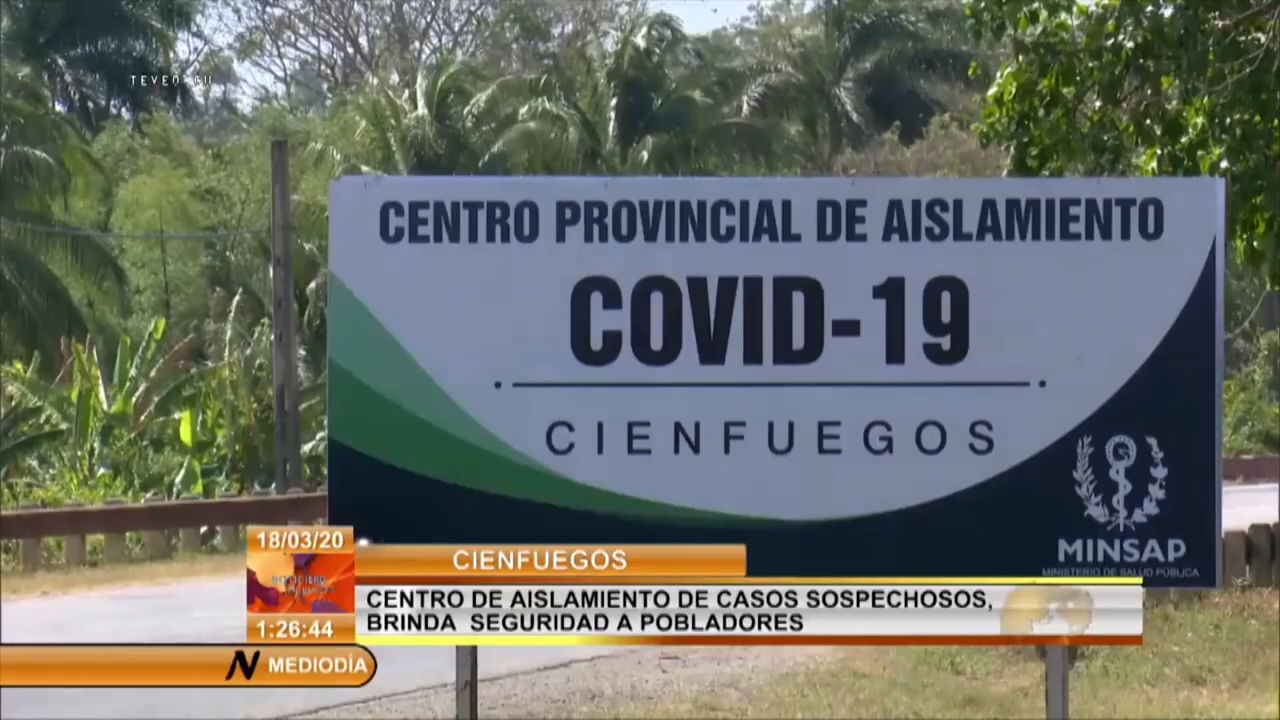 TEVEO.CU
CENTRO PROVINCIAL DE AISLAMIENTO
COVID-19
CIENFUEGOS
MINSAP
MINISTERIO DE SALUD PÚBLICA
18/03/20
CIENFUEGOS
CENTRO DE AISLAMIENTO DE CASOS SOSPECHOSOS,
BRINDA SEGURIDAD A POBLADORES
1:26:44
N MEDIODÍA